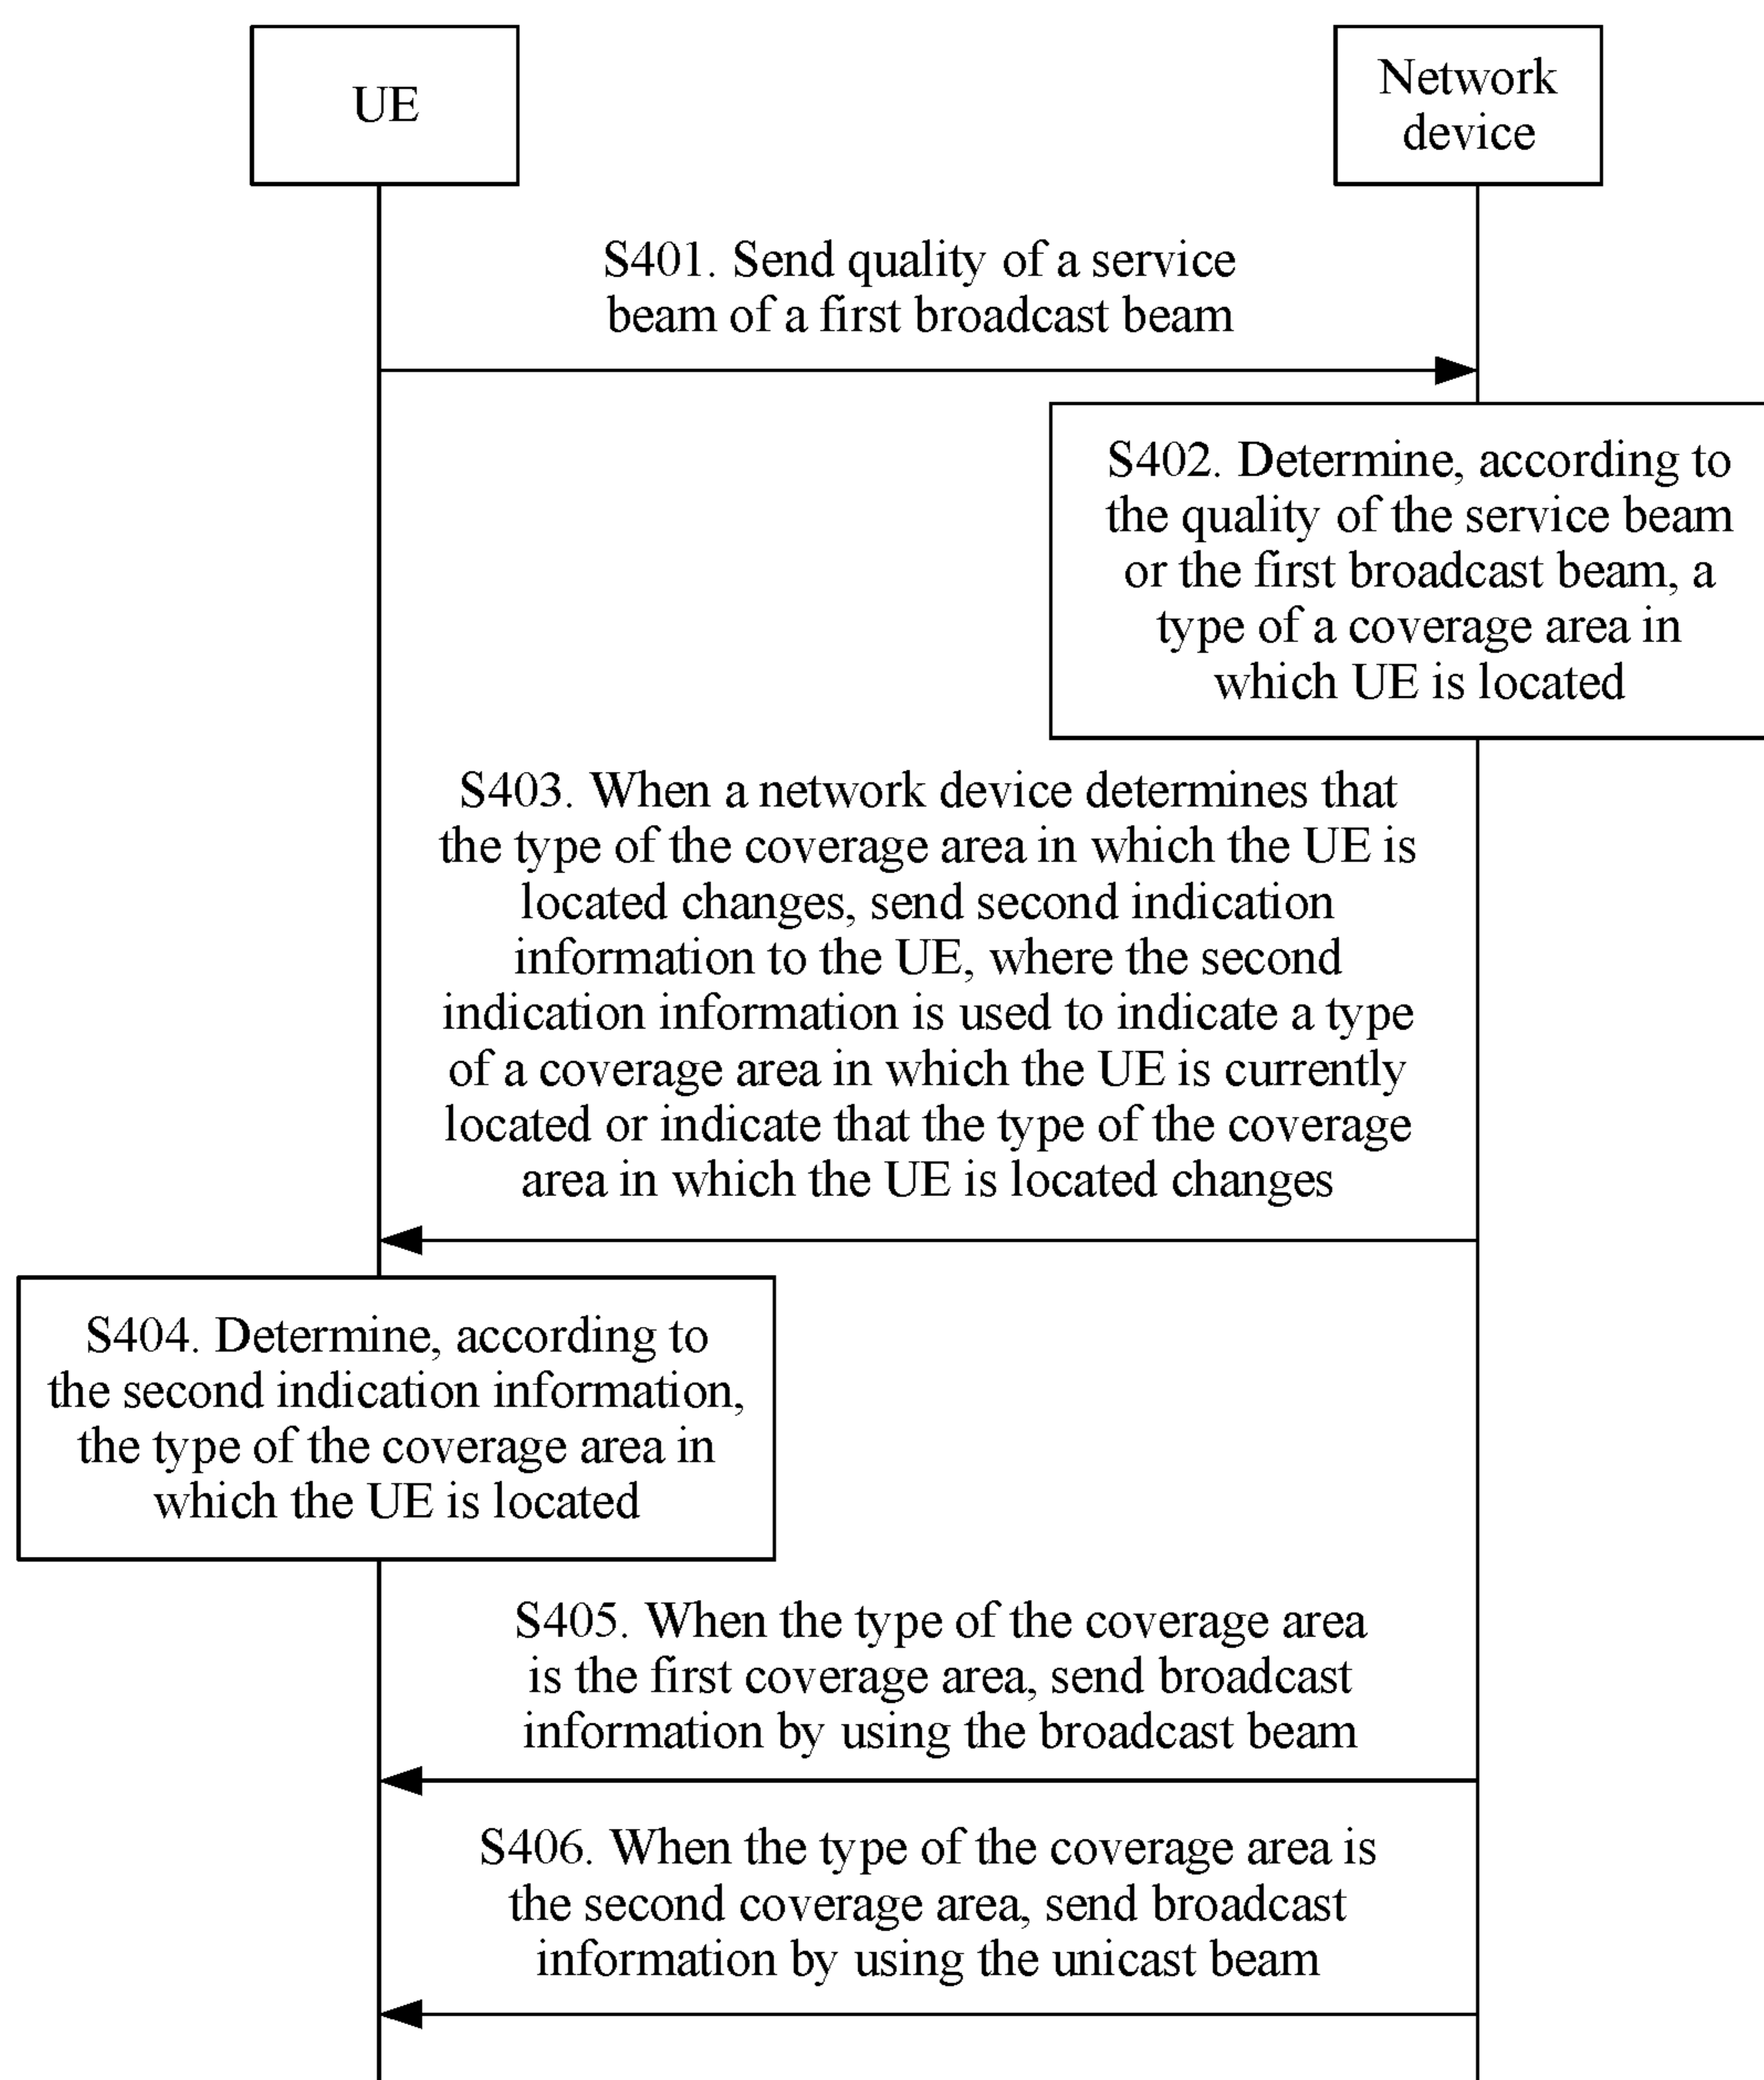 UE
Network
device
S401. Send quality of a service
beam of a first broadcast beam
S402. Determine, according to
the quality of the service beam
or the first broadcast beam, a
type of a coverage area in
which UE is located
S403. When a network device determines that
the type of the coverage area in which the UE is
located changes, send second indication
information to the UE, where the second
indication information is used to indicate a type
of a coverage area in which the UE is currently
located or indicate that the type of the coverage
area in which the UE is located changes
S404. Determine, according to
the second indication information,
the type of the coverage area in
which the UE is located
S405. When the type of the coverage area
is the first coverage area, send broadcast
information by using the broadcast beam
S406. When the type of the coverage area is
the second coverage area, send broadcast
information by using the unicast beam